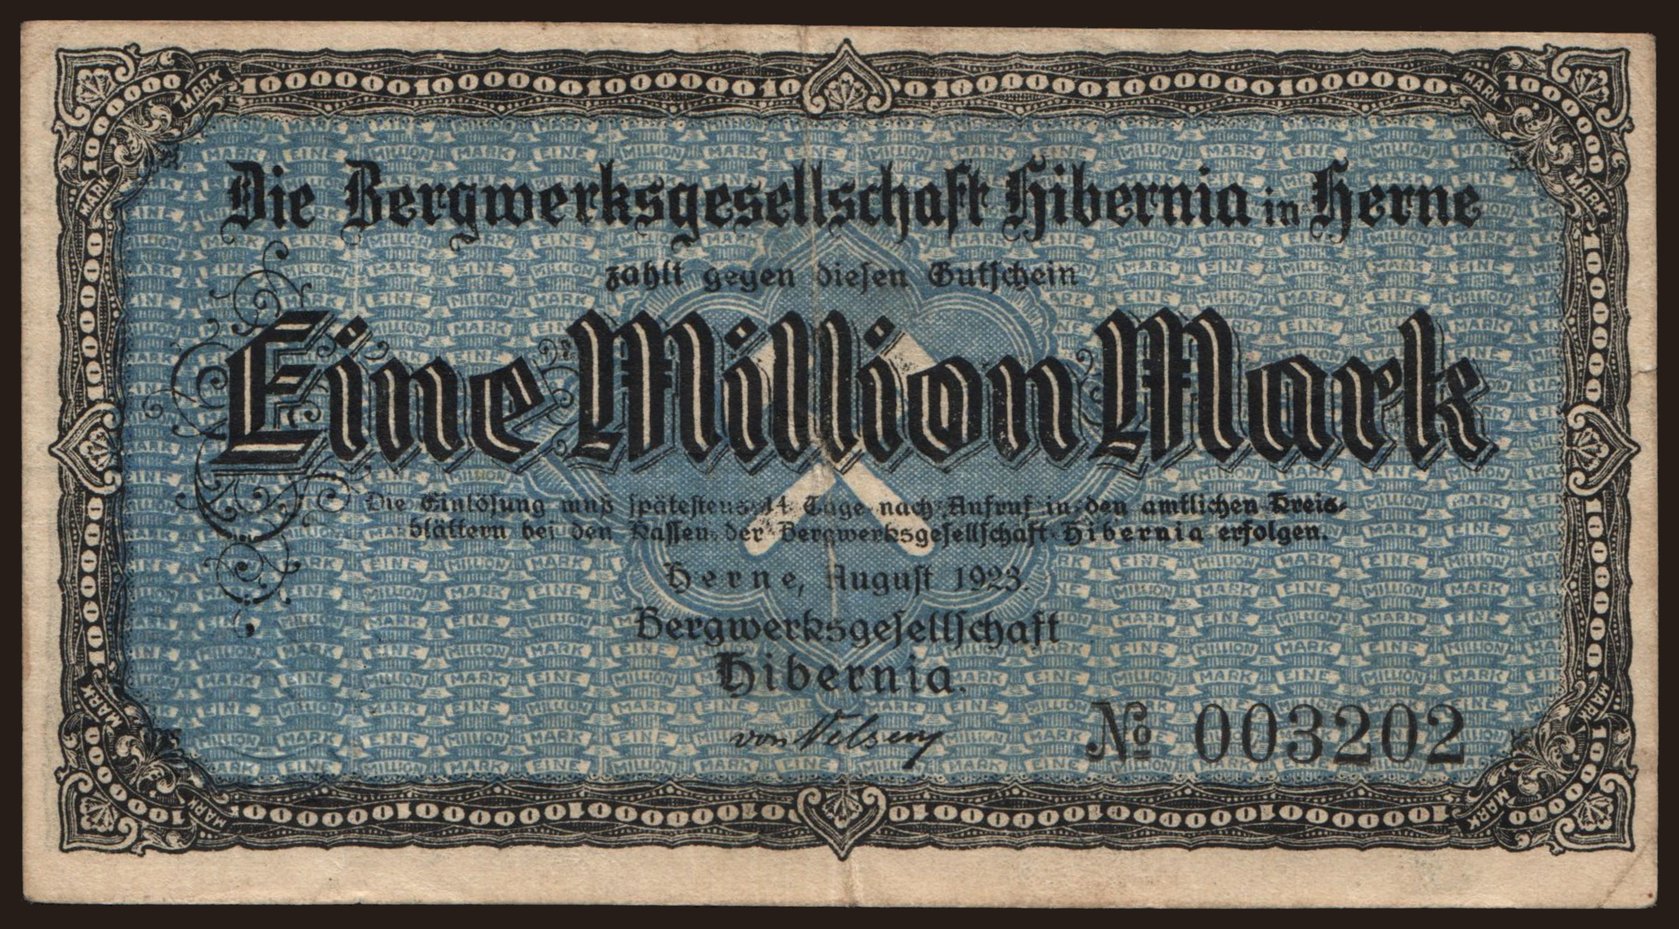 Die Bergwerksgesellschaft Hibernia in Herne
zahlt gegen diesen Gutschein
Eine Million Mark
Die Einlösung muß spätestens 14 Tage nach Aufruf in den amtlichen Kreis-
blättern bei den Kassen der Bergwerksgesellschaft Hibernia erfolgen.
Herne, August 1923.
Bergwerksgesellschaft
Hibernia.
von Velsen
№ 003202